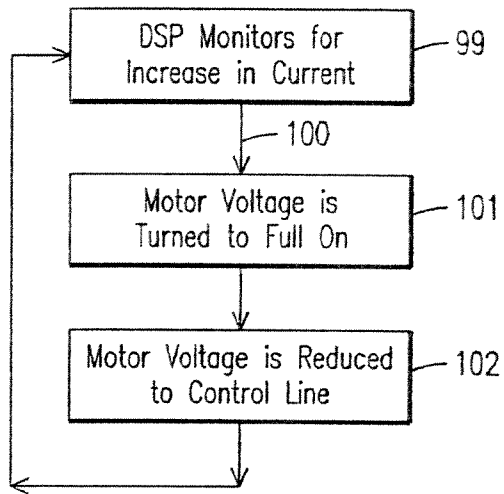 DSP Monitors for
Increase in Current
99
100
Motor Voltage is
Turned to Full On
101
Motor Voltage is Reduced
to Control Line
102